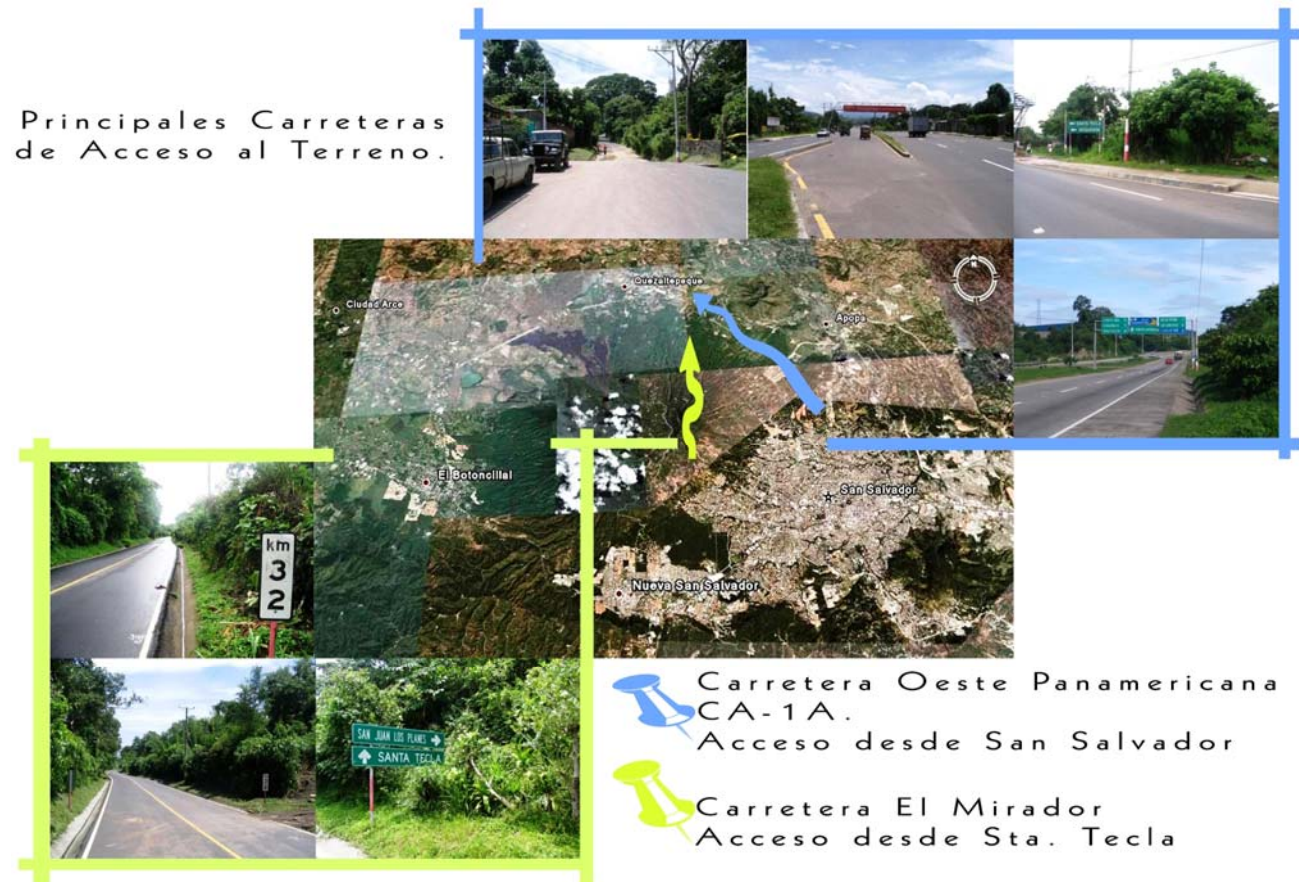 Principales Carreteras
de Acceso al Terreno.
N
Quezaltepeque
Ciudad Arce
Apopa
El Botoncillal
San Salvador
Nueva San Salvador
km
3
2
SAN JUAN LOS PLANES →
↑ SANTA TECLA
Carretera Oeste Panamericana
CA-1A.
Acceso desde San Salvador
Carretera El Mirador
Acceso desde Sta. Tecla